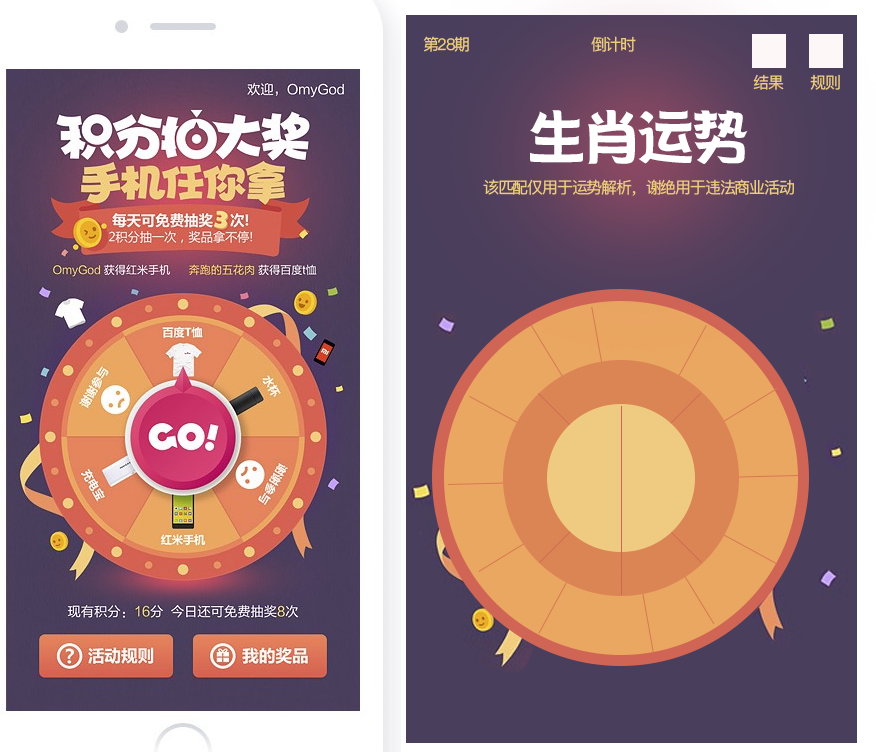 欢迎，OmyGod
积分抽大奖
手机任你拿
每天可免费抽奖3次!
2积分抽一次，奖品拿不停!
OmyGod 获得红米手机 奔跑的五花肉 获得百度t恤
百度T恤
水杯
谢谢参与
红米手机
充电宝
谢谢参与
GO!
现有积分：16分 今日还可免费抽奖8次
? 活动规则
我的奖品
第28期
倒计时
结果
规则
生肖运势
该匹配仅用于运势解析，谢绝用于违法商业活动